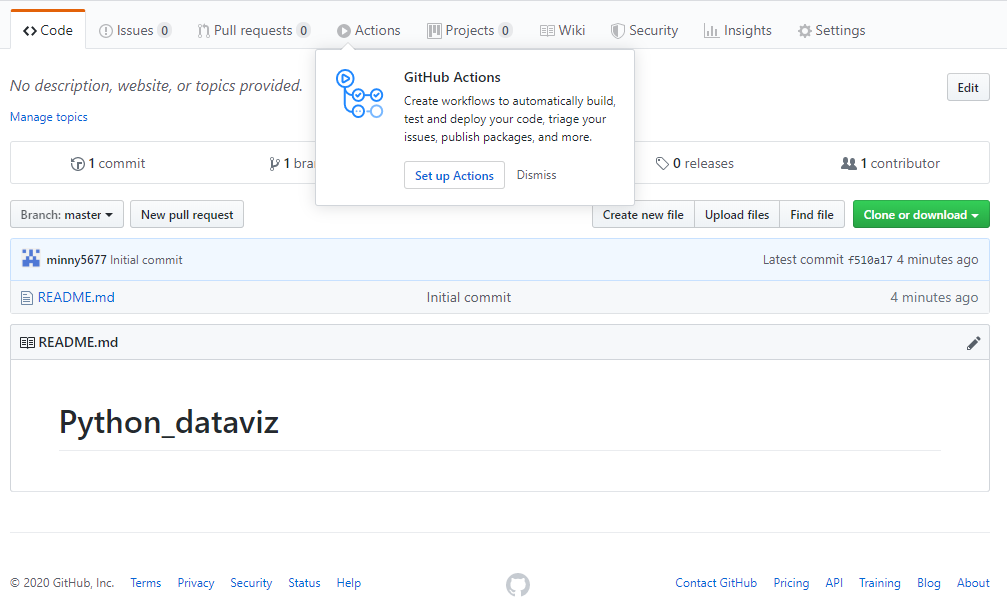 Code Issues 0 Pull requests 0 Actions Projects 0 Wiki Security Insights Settings
GitHub Actions
Create workflows to automatically build,
test and deploy your code, triage your
issues, publish packages, and more.
Set up Actions Dismiss
No description, website, or topics provided. Edit
Manage topics
1 commit 1 bra 0 releases 1 contributor
Branch: master New pull request Create new file Upload files Find file Clone or download
minny5677 Initial commit Latest commit f510a17 4 minutes ago
README.md Initial commit 4 minutes ago
README.md
Python_dataviz
© 2020 GitHub, Inc. Terms Privacy Security Status Help Contact GitHub Pricing API Training Blog About